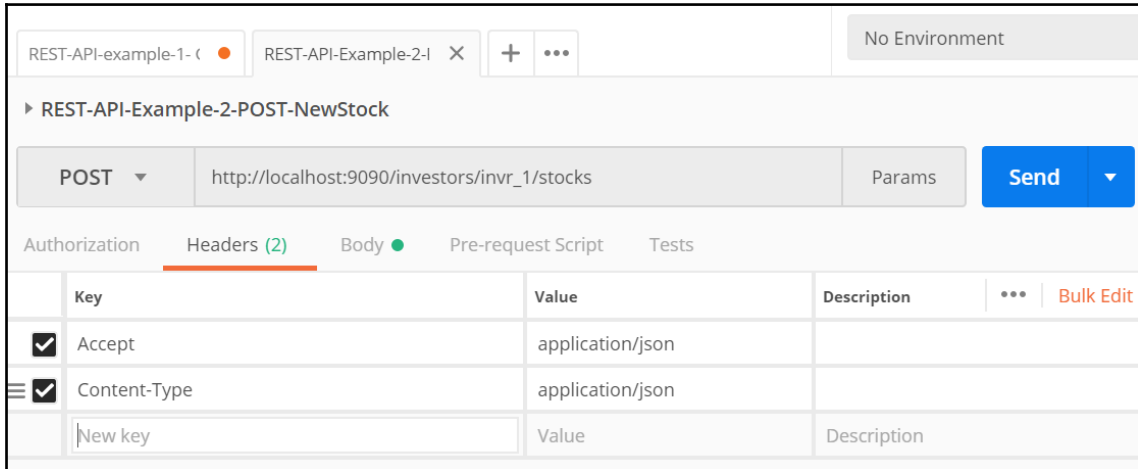 REST-API-example-1- (
REST-API-Example-2-I
No Environment
REST-API-Example-2-POST-NewStock
POST
http://localhost:9090/investors/invr_1/stocks
Params
Send
Authorization Headers (2) Body Pre-request Script Tests
Key Value Description Bulk Edit
Accept application/json
Content-Type application/json
New key Value Description